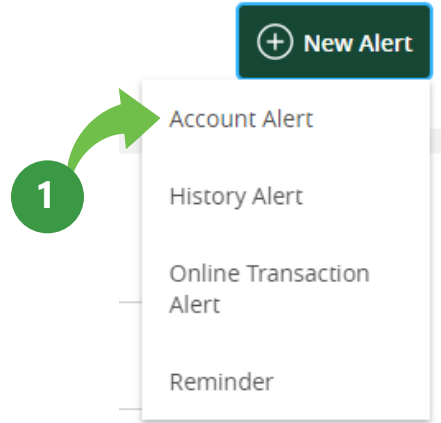 New Alert
Account Alert
1
History Alert
Online Transaction
Alert
Reminder